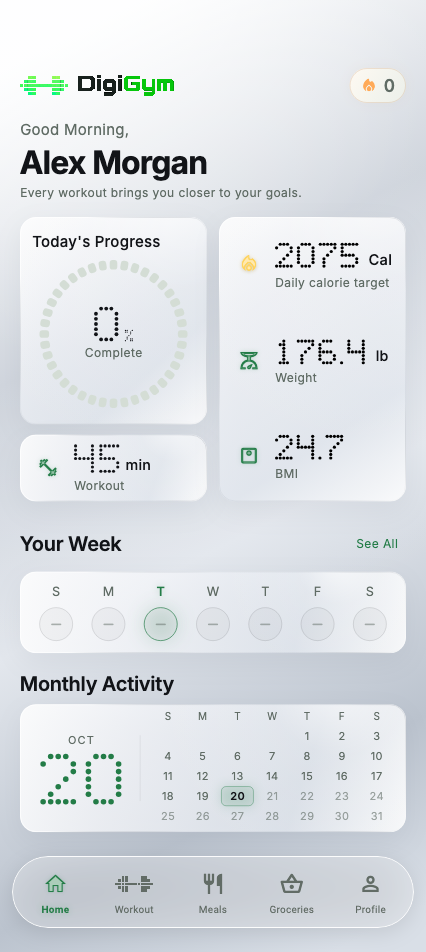 DigiGym
0
Good Morning,
Alex Morgan
Every workout brings you closer to your goals.
Today's Progress
0%
Complete
45 min
Workout
2075 Cal
Daily calorie target
176.4 lb
Weight
24.7
BMI
Your Week
See All
S M T W T F S
Monthly Activity
OCT
20
S M T W T F S
1 2 3
4 5 6 7 8 9 10
11 12 13 14 15 16 17
18 19 20 21 22 23 24
25 26 27 28 29 30 31
Home Workout Meals Groceries Profile